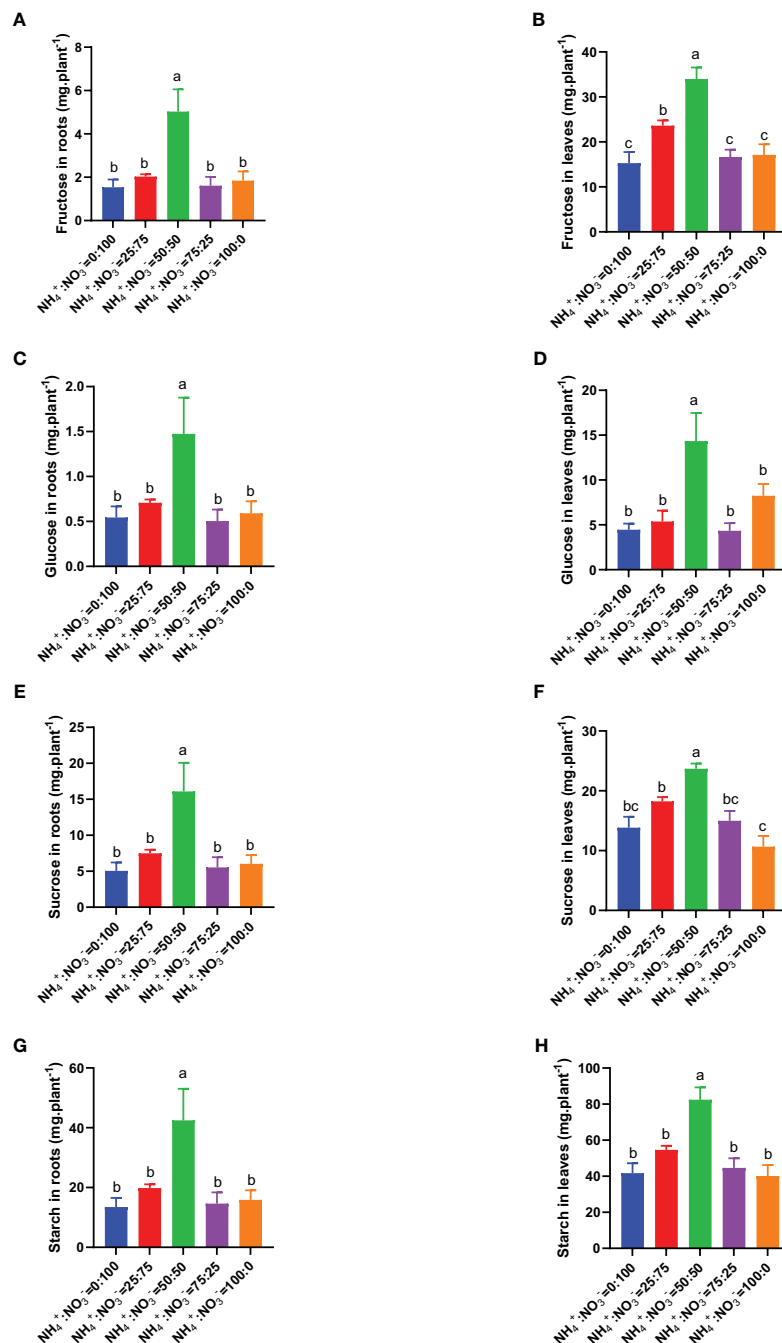 A
Fructose in roots (mg.plant⁻¹)
8
6
4
2
0
b
b
a
b
b
NH₄⁺:NO₃⁻=0:100
NH₄⁺:NO₃⁻=25:75
NH₄⁺:NO₃⁻=50:50
NH₄⁺:NO₃⁻=75:25
NH₄⁺:NO₃⁻=100:0
B
Fructose in leaves (mg.plant⁻¹)
40
30
20
10
0
c
b
a
c
c
NH₄⁺:NO₃⁻=0:100
NH₄⁺:NO₃⁻=25:75
NH₄⁺:NO₃⁻=50:50
NH₄⁺:NO₃⁻=75:25
NH₄⁺:NO₃⁻=100:0
C
Glucose in roots (mg.plant⁻¹)
2.0
1.5
1.0
0.5
0.0
b
b
a
b
b
NH₄⁺:NO₃⁻=0:100
NH₄⁺:NO₃⁻=25:75
NH₄⁺:NO₃⁻=50:50
NH₄⁺:NO₃⁻=75:25
NH₄⁺:NO₃⁻=100:0
D
Glucose in leaves (mg.plant⁻¹)
20
15
10
5
0
b
b
a
b
b
NH₄⁺:NO₃⁻=0:100
NH₄⁺:NO₃⁻=25:75
NH₄⁺:NO₃⁻=50:50
NH₄⁺:NO₃⁻=75:25
NH₄⁺:NO₃⁻=100:0
E
Sucrose in roots (mg.plant⁻¹)
25
20
15
10
5
0
b
b
a
b
b
NH₄⁺:NO₃⁻=0:100
NH₄⁺:NO₃⁻=25:75
NH₄⁺:NO₃⁻=50:50
NH₄⁺:NO₃⁻=75:25
NH₄⁺:NO₃⁻=100:0
F
Sucrose in leaves (mg.plant⁻¹)
30
20
10
0
bc
b
a
bc
c
NH₄⁺:NO₃⁻=0:100
NH₄⁺:NO₃⁻=25:75
NH₄⁺:NO₃⁻=50:50
NH₄⁺:NO₃⁻=75:25
NH₄⁺:NO₃⁻=100:0
G
Starch in roots (mg.plant⁻¹)
60
40
20
0
b
b
a
b
b
NH₄⁺:NO₃⁻=0:100
NH₄⁺:NO₃⁻=25:75
NH₄⁺:NO₃⁻=50:50
NH₄⁺:NO₃⁻=75:25
NH₄⁺:NO₃⁻=100:0
H
Starch in leaves (mg.plant⁻¹)
100
80
60
40
20
0
b
b
a
b
b
NH₄⁺:NO₃⁻=0:100
NH₄⁺:NO₃⁻=25:75
NH₄⁺:NO₃⁻=50:50
NH₄⁺:NO₃⁻=75:25
NH₄⁺:NO₃⁻=100:0